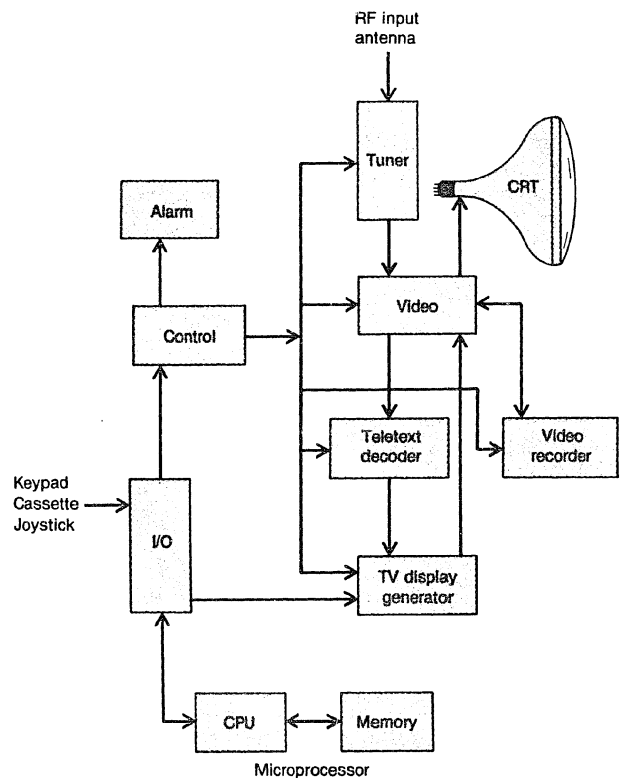 RF input
antenna
Tuner
CRT
Alarm
Video
Control
Teletext
decoder
Video
recorder
Keypad
Cassette
Joystick
I/O
TV display
generator
CPU
Memory
Microprocessor